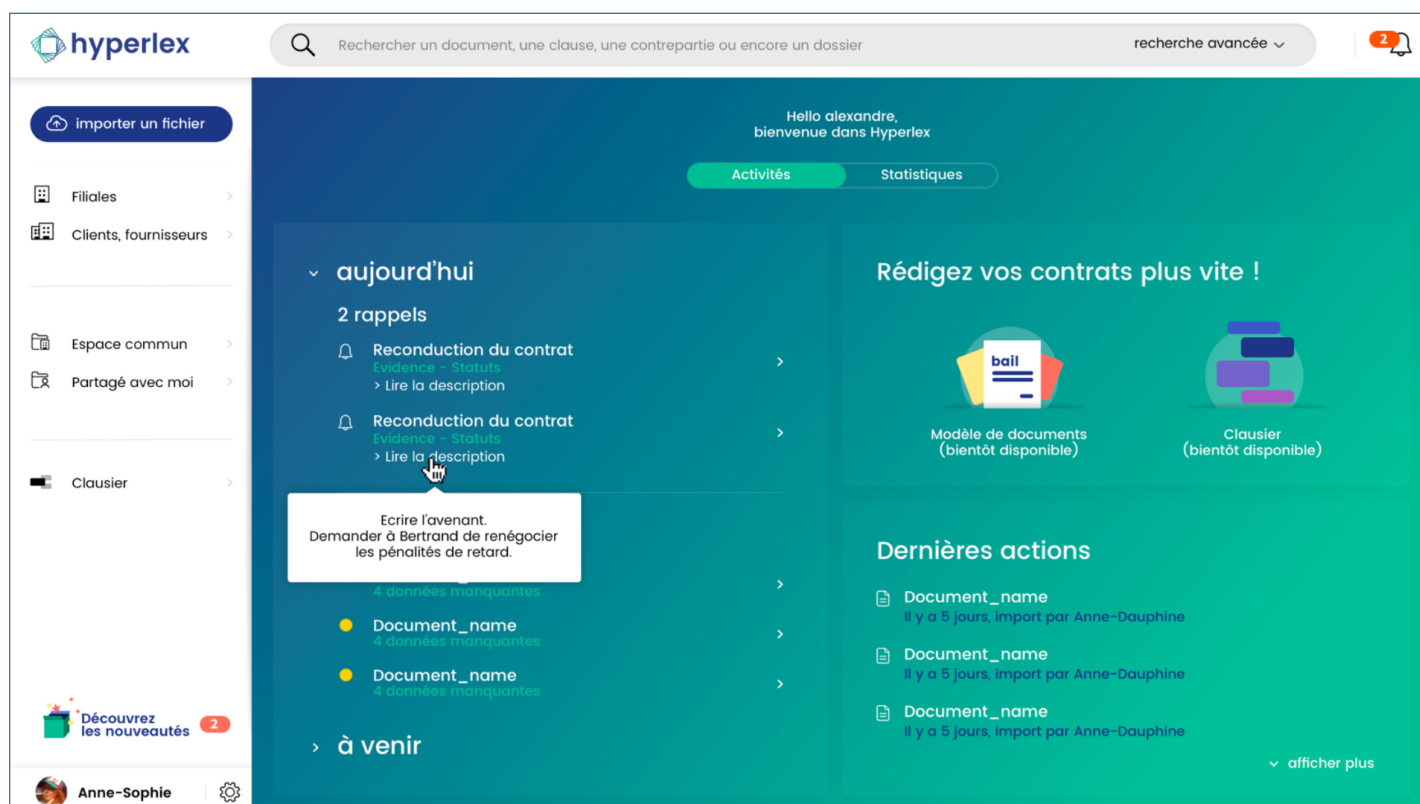 hyperlex
Rechercher un document, une clause, une contrepartie ou encore un dossier
recherche avancée
2
importer un fichier
Filiales
Clients, fournisseurs
Espace commun
Partagé avec moi
Clausier
Découvrez
les nouveautés
2
Anne-Sophie
Hello alexandre,
bienvenue dans Hyperlex
Activités
Statistiques
aujourd'hui
2 rappels
Reconduction du contrat
Evidence - Statuts
> Lire la description
Reconduction du contrat
Evidence - Statuts
> Lire la description
Ecrire l'avenant.
Demander à Bertrand de renégocier
les pénalités de retard.
4 données manquantes
Document_name
4 données manquantes
Document_name
4 données manquantes
à venir
Rédigez vos contrats plus vite !
bail
Modèle de documents
(bientôt disponible)
Clausier
(bientôt disponible)
Dernières actions
Document_name
Il y a 5 jours, import par Anne-Dauphine
Document_name
Il y a 5 jours, import par Anne-Dauphine
Document_name
Il y a 5 jours, import par Anne-Dauphine
afficher plus